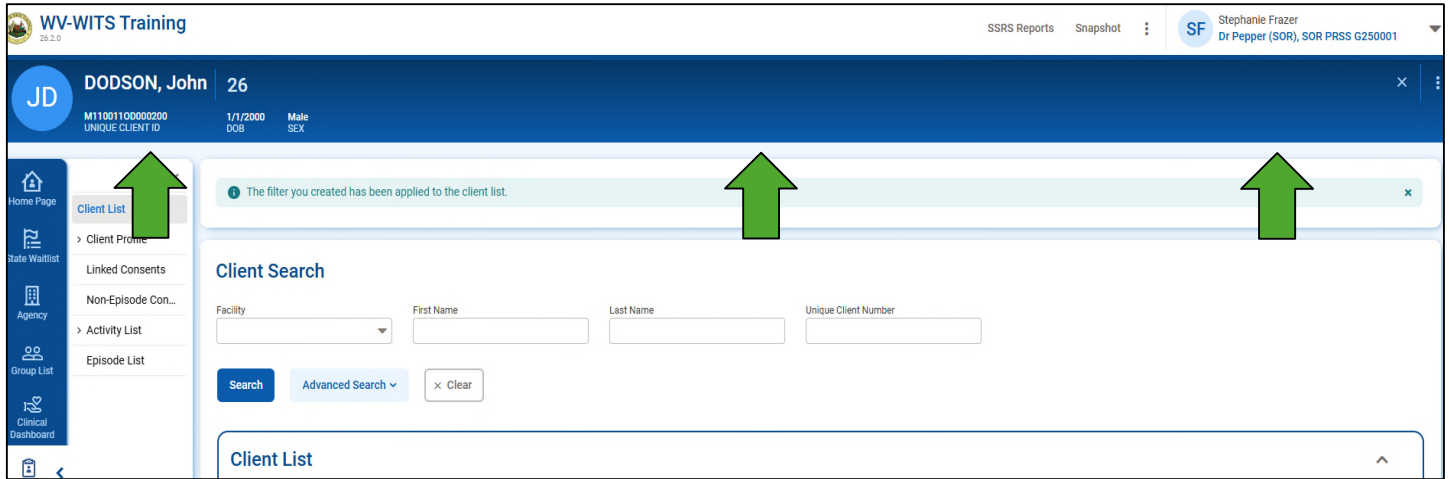 WV-WITS Training
26.2.0
SSRS Reports Snapshot
SF
Stephanie Frazer
Dr Pepper (SOR), SOR PRSS G250001
JD
DODSON, John 26
M110011OD000200 1/1/2000 Male
UNIQUE CLIENT ID DOB SEX
Home Page
State Waitlist
Agency
Group List
Clinical
Dashboard
Client List
Client Profile
Linked Consents
Non-Episode Con...
Activity List
Episode List
The filter you created has been applied to the client list.
Client Search
Facility First Name Last Name Unique Client Number
Search Advanced Search Clear
Client List